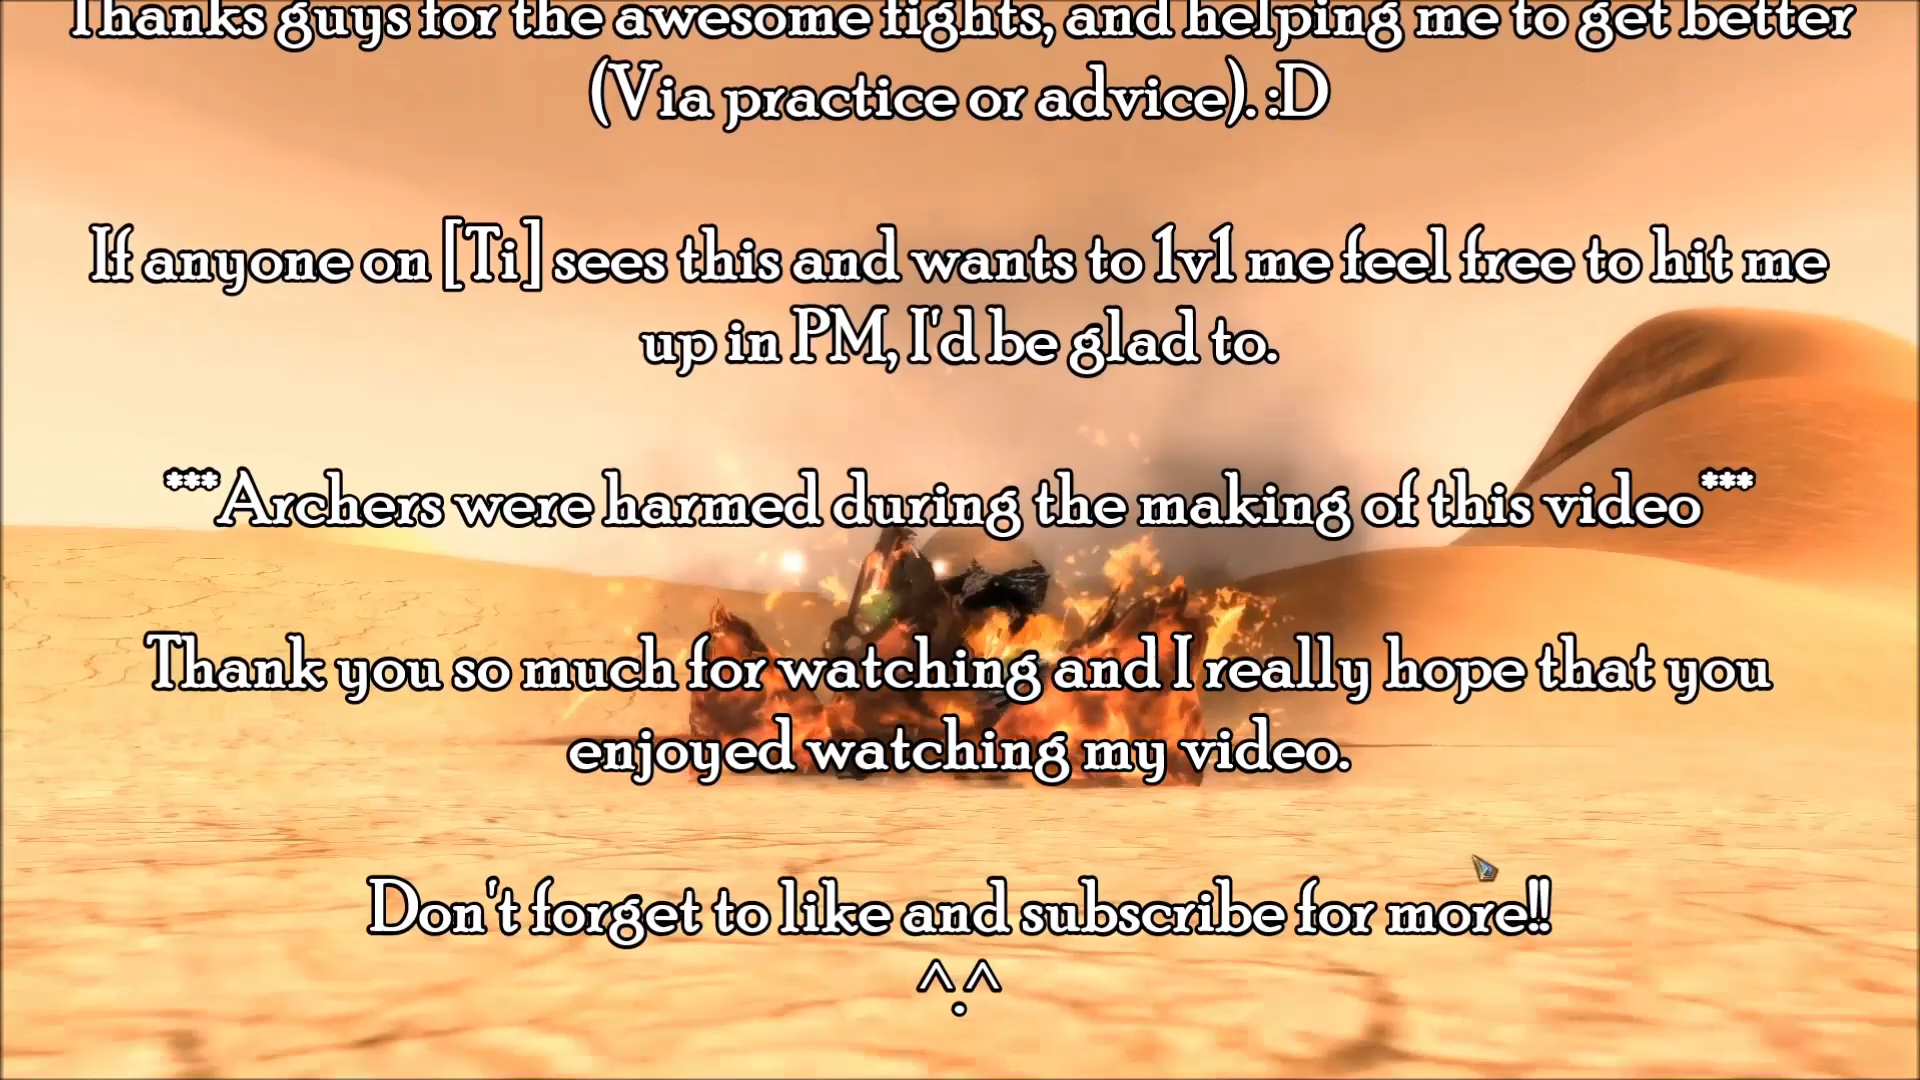 Thanks guys for the awesome fights, and helping me to get better
(Via practice or advice). :D
If anyone on [Ti] sees this and wants to 1v1 me feel free to hit me
up in PM, I'd be glad to.
***Archers were harmed during the making of this video***
Thank you so much for watching and I really hope that you
enjoyed watching my video.
Don't forget to like and subscribe for more!!
^.^